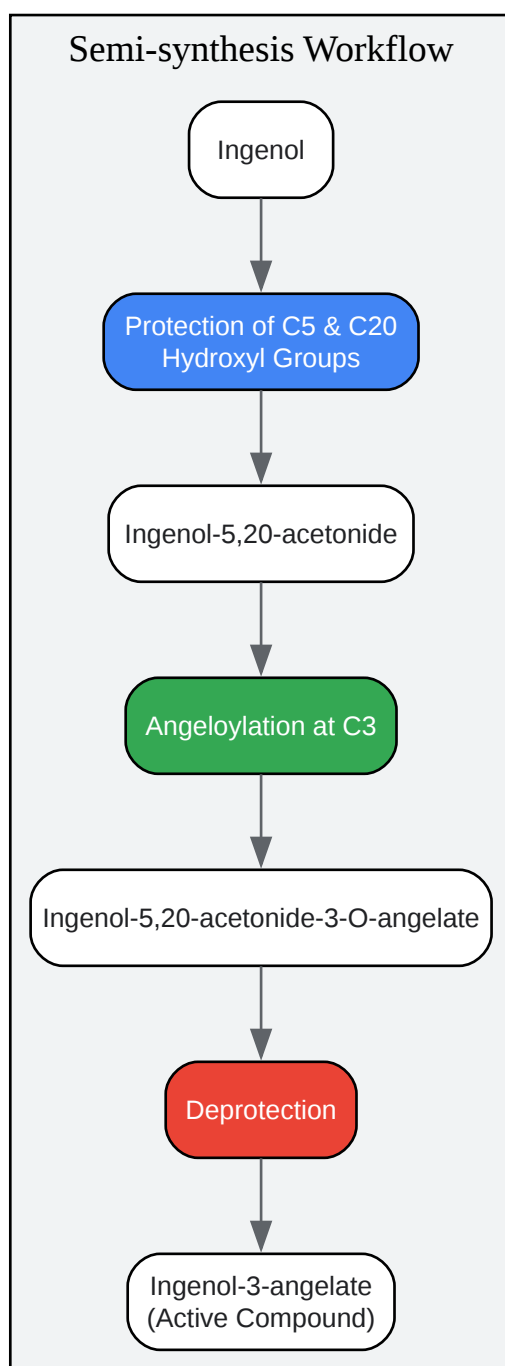 Semi-synthesis Workflow
Ingenol
Protection of C5 & C20
Hydroxyl Groups
Ingenol-5,20-acetonide
Angeloylation at C3
Ingenol-5,20-acetonide-3-O-angelate
Deprotection
Ingenol-3-angelate
(Active Compound)